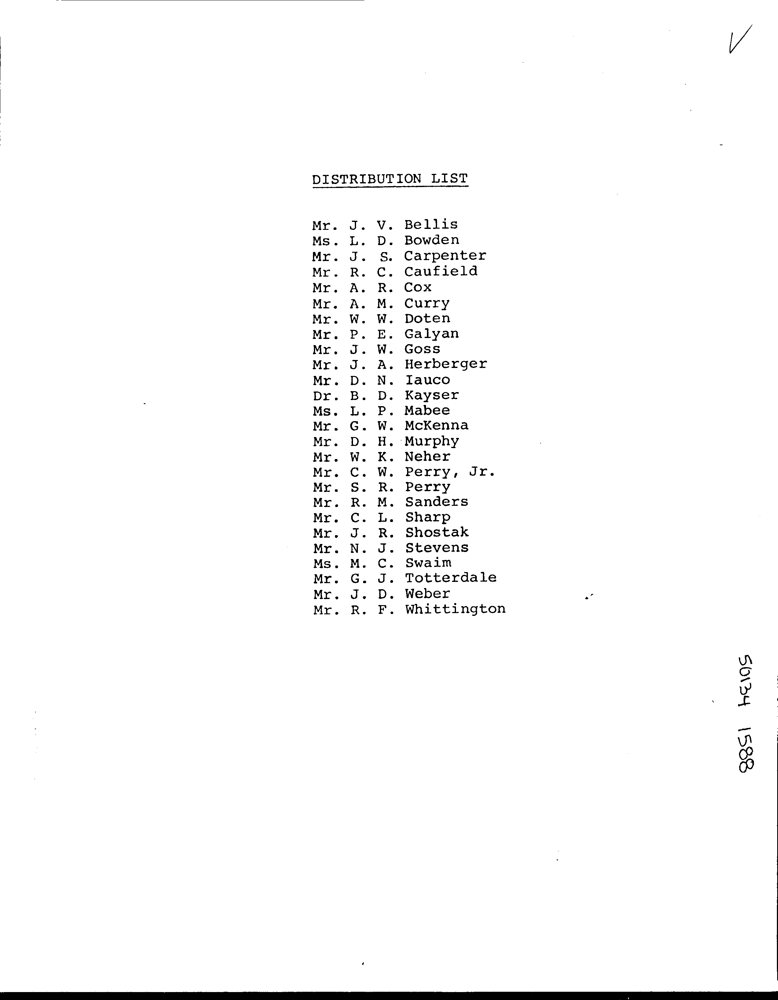 DISTRIBUTION LIST
Mr. J. V. Bellis
Ms. L. D. Bowden
Mr. J. S. Carpenter
Mr. R. C. Caufield
Mr. A. R. Cox
Mr. A. M. Curry
Mr. W. W. Doten
Mr. P. E. Galyan
Mr. J. W. Goss
Mr. J. A. Herberger
Mr. D. N. Iauco
Dr. B. D. Kayser
Ms. L. P. Mabee
Mr. G. W. McKenna
Mr. D. H. Murphy
Mr. W. K. Neher
Mr. C. W. Perry, Jr.
Mr. S. R. Perry
Mr. R. M. Sanders
Mr. C. L. Sharp
Mr. J. R. Shostak
Mr. N. J. Stevens
Ms. M. C. Swaim
Mr. G. J. Totterdale
Mr. J. D. Weber
Mr. R. F. Whittington
50134 1588